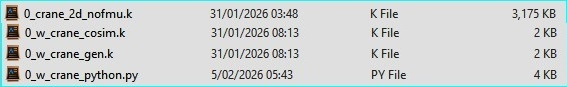 0_crane_2d_nofmu.k 31/01/2026 03:48 K File 3,175 KB
0_w_crane_cosim.k 31/01/2026 08:13 K File 2 KB
0_w_crane_gen.k 31/01/2026 08:13 K File 2 KB
0_w_crane_python.py 5/02/2026 05:43 PY File 4 KB